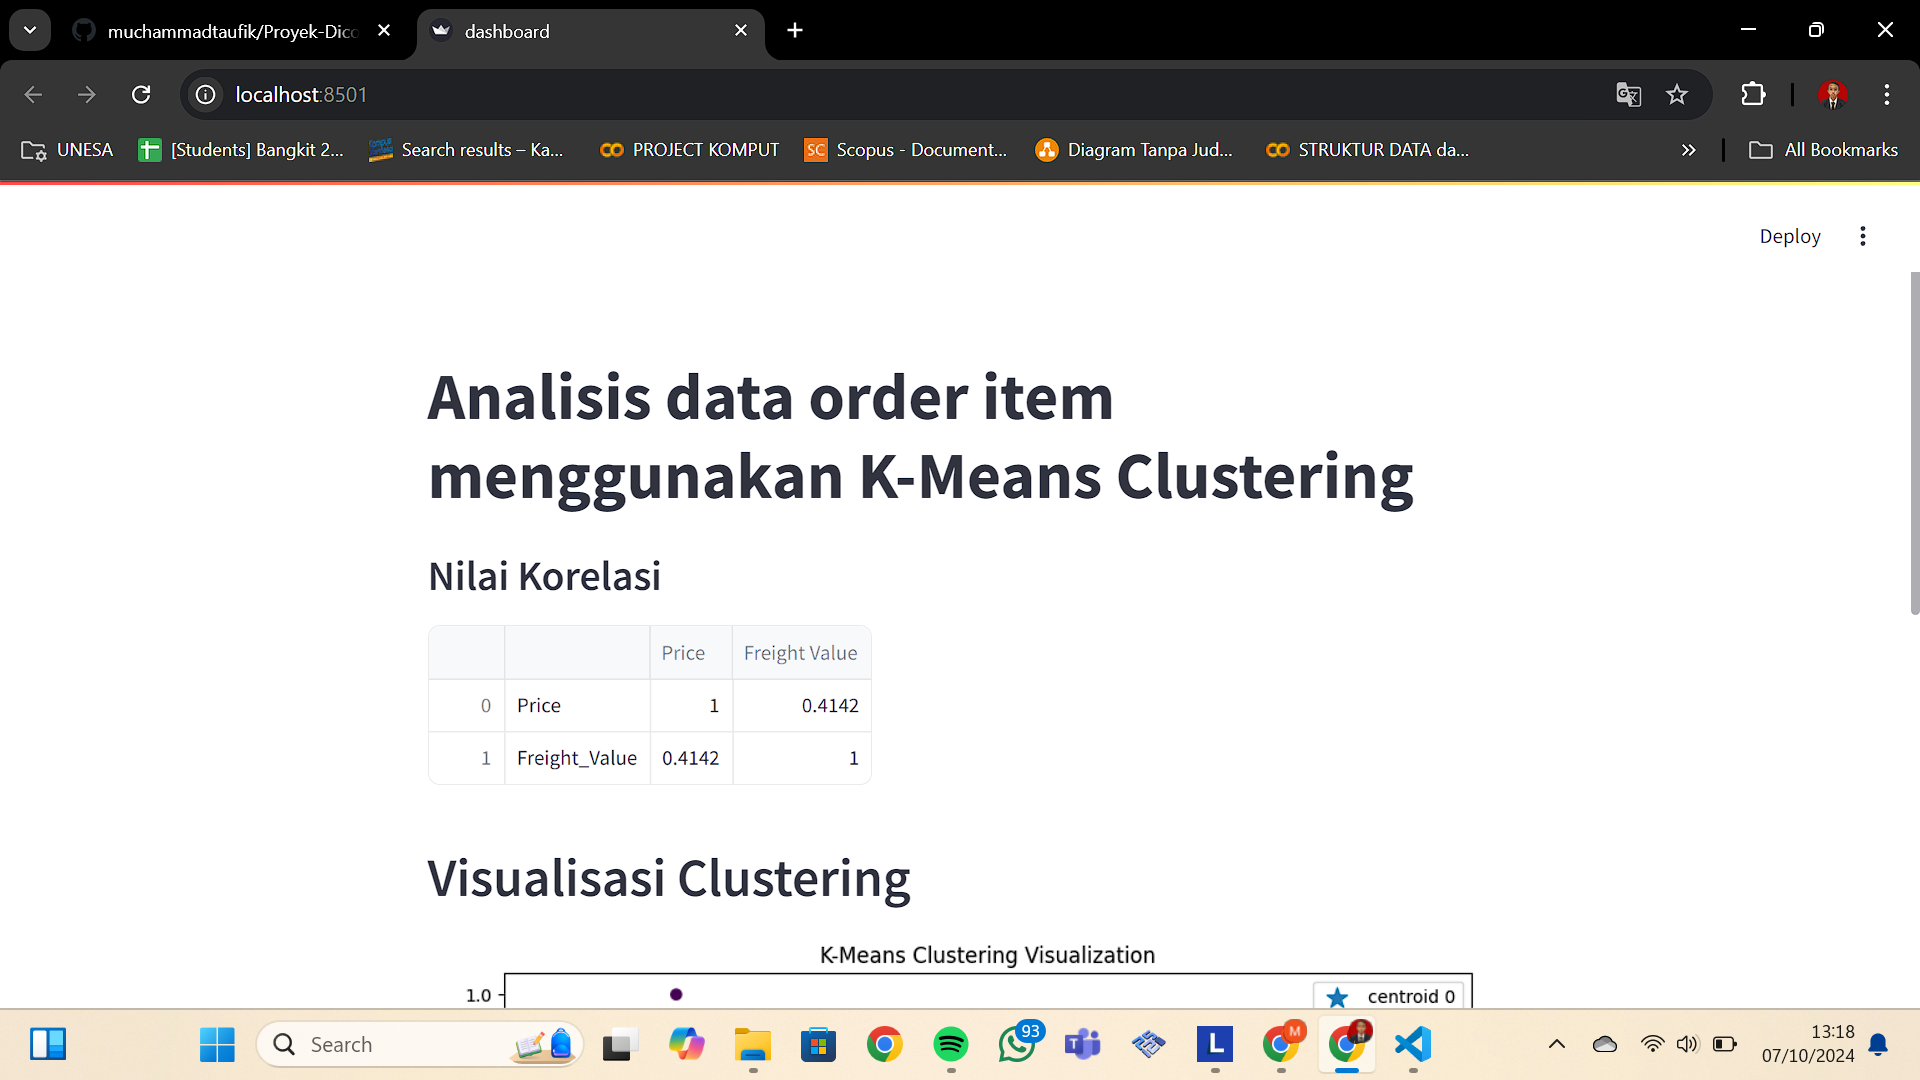 muchammadtaufik/Proyek-Dico
dashboard
localhost:8501
UNESA
[Students] Bangkit 2...
Search results – Ka...
PROJECT KOMPUT
SC
Scopus - Document...
Diagram Tanpa Jud...
STRUKTUR DATA da...
All Bookmarks
Deploy
Analisis data order item
menggunakan K-Means Clustering
Nilai Korelasi
Price Freight Value
0 Price 1 0.4142
1 Freight_Value 0.4142 1
Visualisasi Clustering
K-Means Clustering Visualization
1.0
centroid 0
Search
93
L
M
13:18
07/10/2024